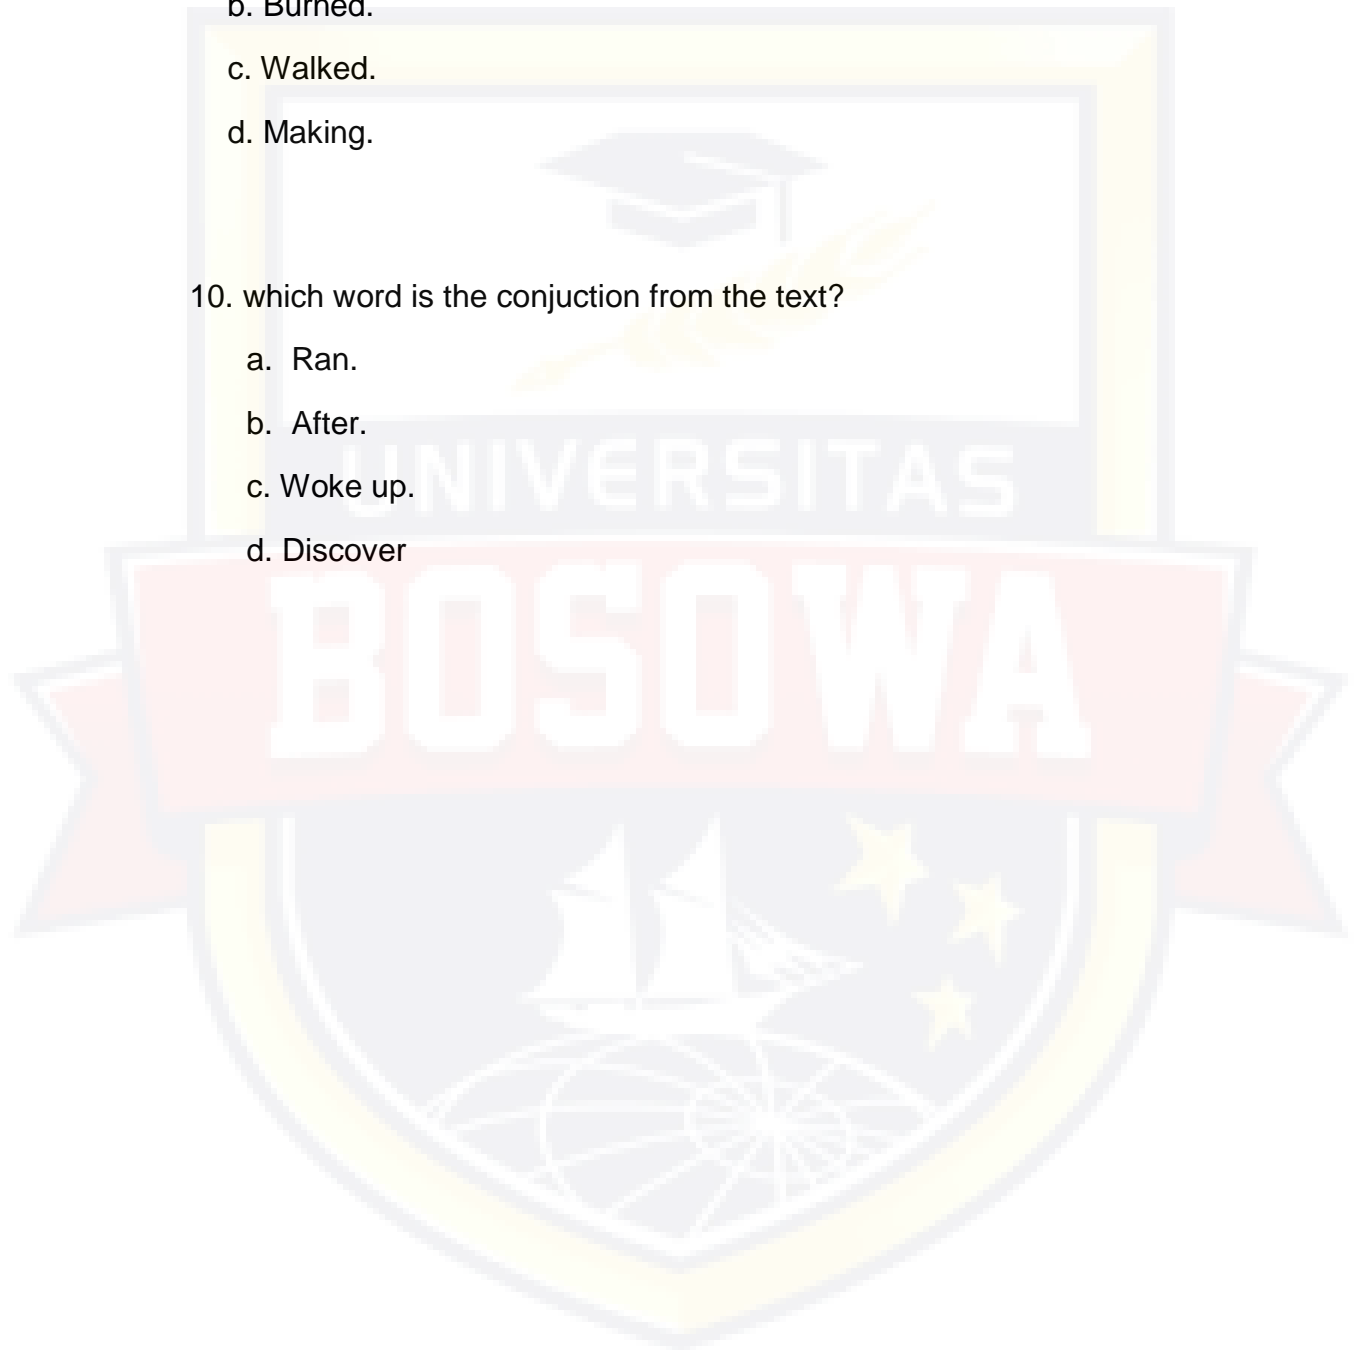 b. Burned.
c. Walked.
d. Making.
10. which word is the conjuction from the text?
a. Ran.
b. After.
c. Woke up.
d. Discover
UNIVERSITAS
BOSOWA